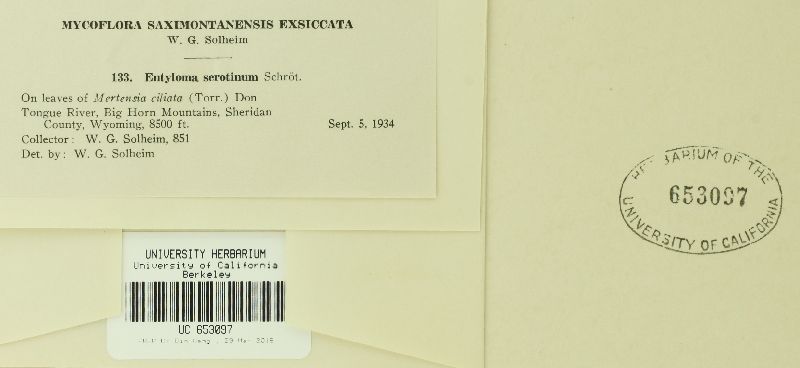 MYCOFLORA SAXIMONTANENSIS EXSICCATA
W. G. Solheim
133. Entyloma serotinum Schröt.
On leaves of Mertensia ciliata (Torr.) Don
Tongue River, Big Horn Mountains, Sheridan
County, Wyoming, 8500 ft. Sept. 5, 1934
Collector: W. G. Solheim, 851
Det. by: W. G. Solheim
HERBARIUM OF THE
653097
UNIVERSITY OF CALIFORNIA
UNIVERSITY HERBARIUM
University of California
Berkeley
UC 653097